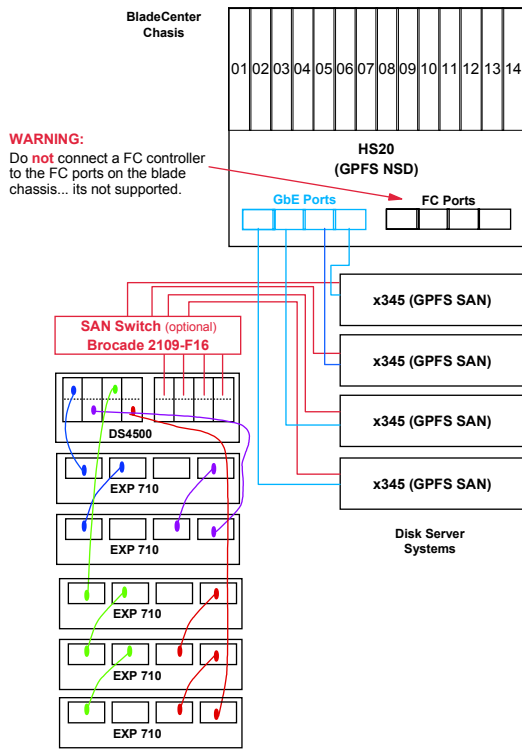 BladeCenter
Chasis
01 02 03 04 05 06 07 08 09 10 11 12 13 14
WARNING:
Do not connect a FC controller
to the FC ports on the blade
chassis... its not supported.
HS20
(GPFS NSD)
GbE Ports
FC Ports
x345 (GPFS SAN)
x345 (GPFS SAN)
x345 (GPFS SAN)
x345 (GPFS SAN)
Disk Server
Systems
SAN Switch (optional)
Brocade 2109-F16
DS4500
EXP 710
EXP 710
EXP 710
EXP 710
EXP 710